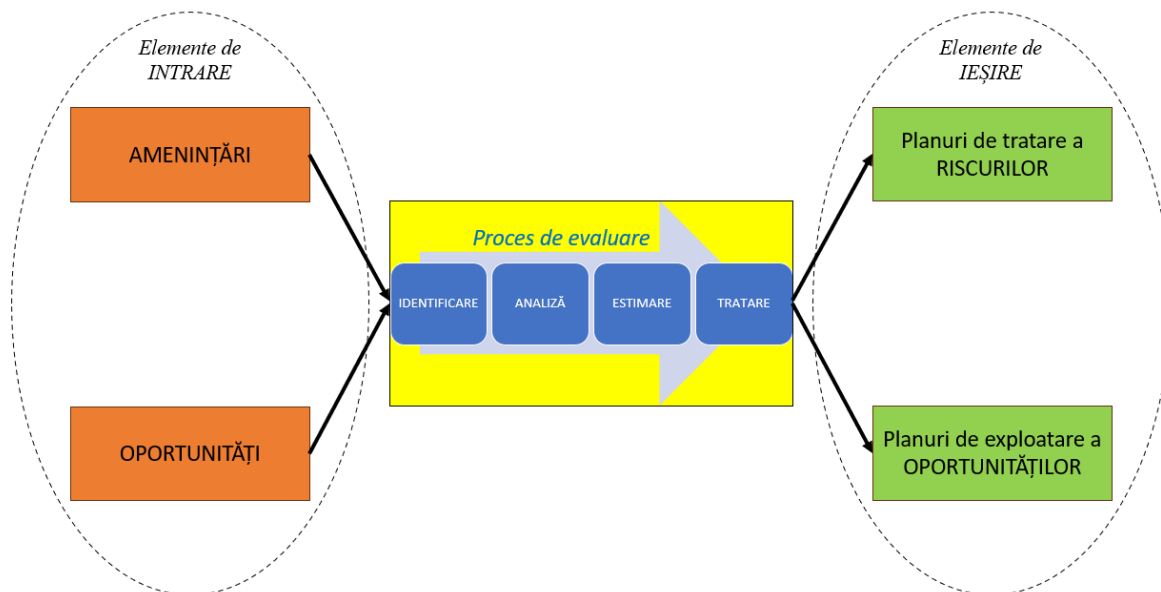 Elemente de
INTRARE
AMENINȚĂRI
OPORTUNITĂȚI
Proces de evaluare
IDENTIFICARE
ANALIZĂ
ESTIMARE
TRATARE
Elemente de
IEȘIRE
Planuri de tratare a
RISCURILOR
Planuri de exploatare a
OPORTUNITĂȚILOR